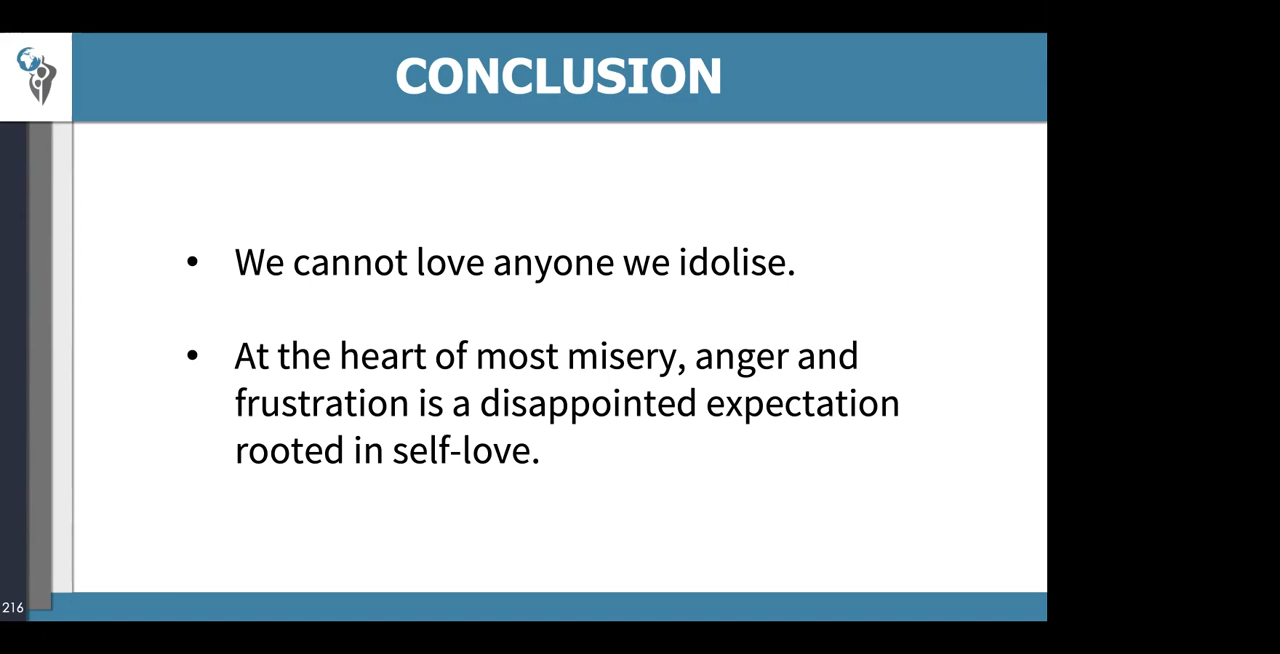 CONCLUSION
• We cannot love anyone we idolise.
• At the heart of most misery, anger and
frustration is a disappointed expectation
rooted in self-love.
216